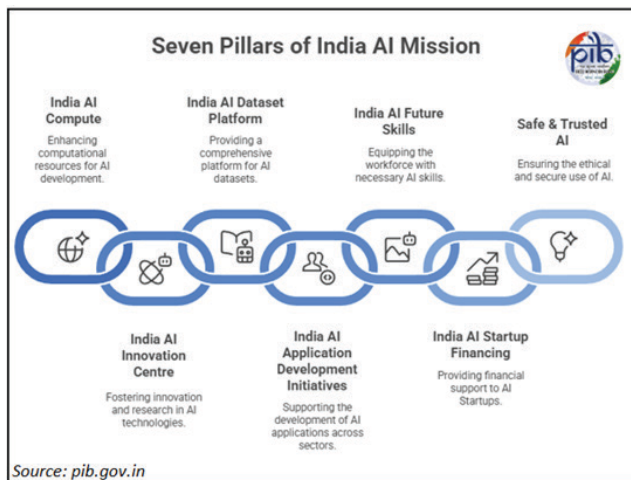 Seven Pillars of India AI Mission
pib
India AI
Compute
Enhancing
computational
resources for AI
development.
India AI Dataset
Platform
Providing a
comprehensive
platform for AI
datasets.
India AI Future
Skills
Equipping the
workforce with
necessary AI skills.
Safe & Trusted
AI
Ensuring the ethical
and secure use of AI.
India AI
Innovation
Centre
Fostering innovation
and research in AI
technologies.
India AI
Application
Development
Initiatives
Supporting the
development of AI
applications across
sectors.
India AI Startup
Financing
Providing financial
support to AI
Startups.
Source: pib.gov.in